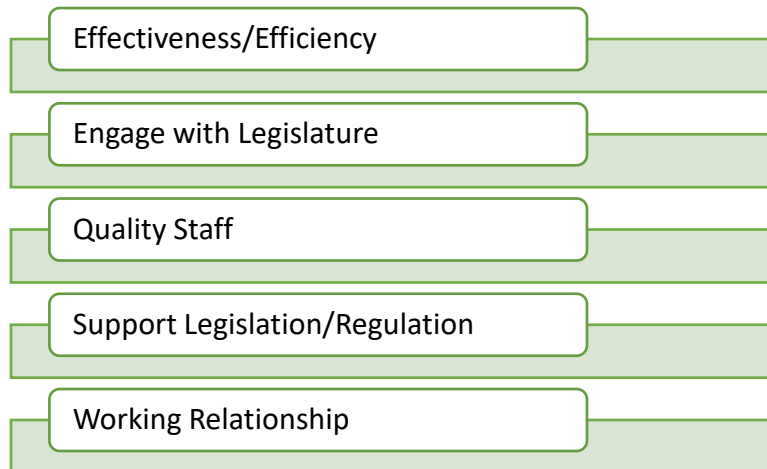 Effectiveness/Efficiency
Engage with Legislature
Quality Staff
Support Legislation/Regulation
Working Relationship